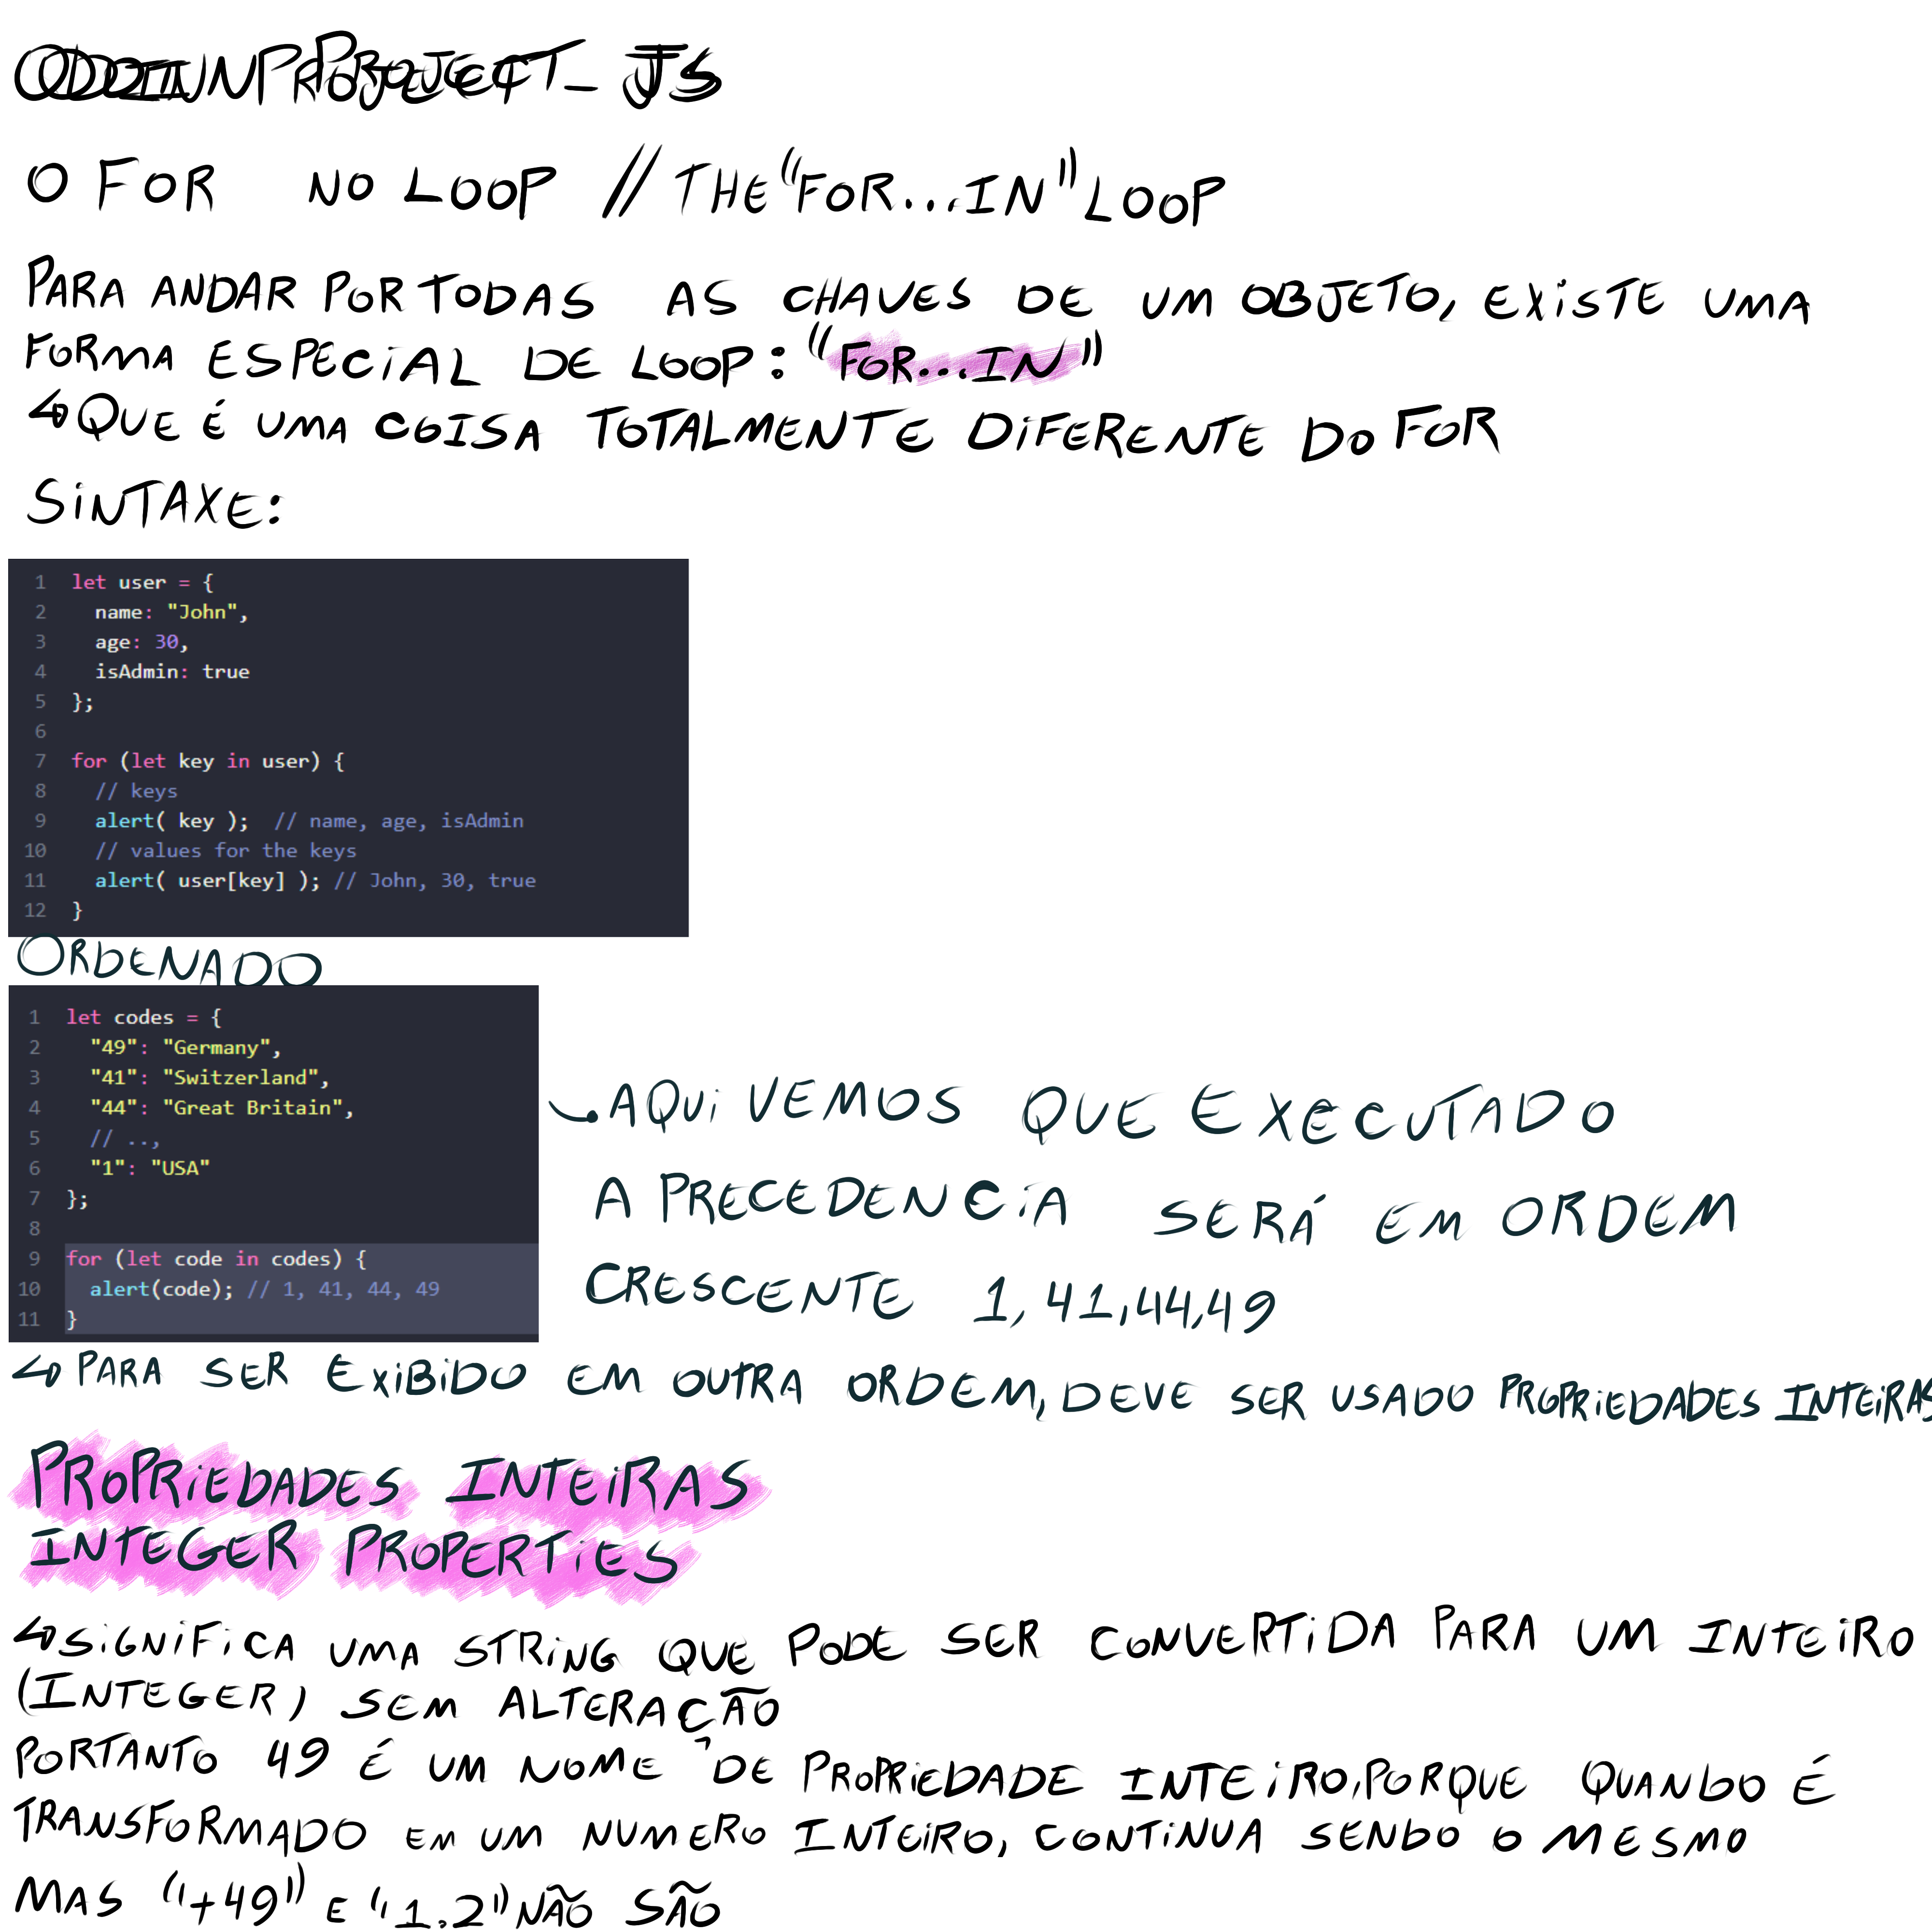 ODIN PROJECT_JS
O FOR NO LOOP // THE "FOR...IN" LOOP
PARA ANDAR POR TODAS AS CHAVES DE UM OBJETO, EXISTE UMA
FORMA ESPECIAL DE LOOP: "FOR...IN"
↳ QUE É UMA COISA TOTALMENTE DIFERENTE DO FOR
SINTAXE:
1 let user = {
2   name: "John",
3   age: 30,
4   isAdmin: true
5 };
6
7 for (let key in user) {
8   // keys
9   alert( key );  // name, age, isAdmin
10   // values for the keys
11   alert( user[key] ); // John, 30, true
12 }
ORDENADO
1 let codes = {
2   "49": "Germany",
3   "41": "Switzerland",
4   "44": "Great Britain",
5   // ..,
6   "1": "USA"
7 };
8
9 for (let code in codes) {
10   alert(code); // 1, 41, 44, 49
11 }
AQUI VEMOS QUE EXECUTADO
A PRECEDENCIA SERÁ EM ORDEM
CRESCENTE 1, 41, 44, 49
↳ PARA SER EXIBIDO EM OUTRA ORDEM, DEVE SER USADO PROPRIEDADES INTEIRAS
PROPRIEDADES INTEIRAS
INTEGER PROPERTIES
↳ SIGNIFICA UMA STRING QUE PODE SER CONVERTIDA PARA UM INTEIRO
(INTEGER) SEM ALTERAÇÃO
PORTANTO 49 É UM NOME DE PROPRIEDADE INTEIRO, PORQUE QUANDO É
TRANSFORMADO EM UM NUMERO INTEIRO, CONTINUA SENDO O MESMO
MAS "+49" E "1.2" NÃO SÃO